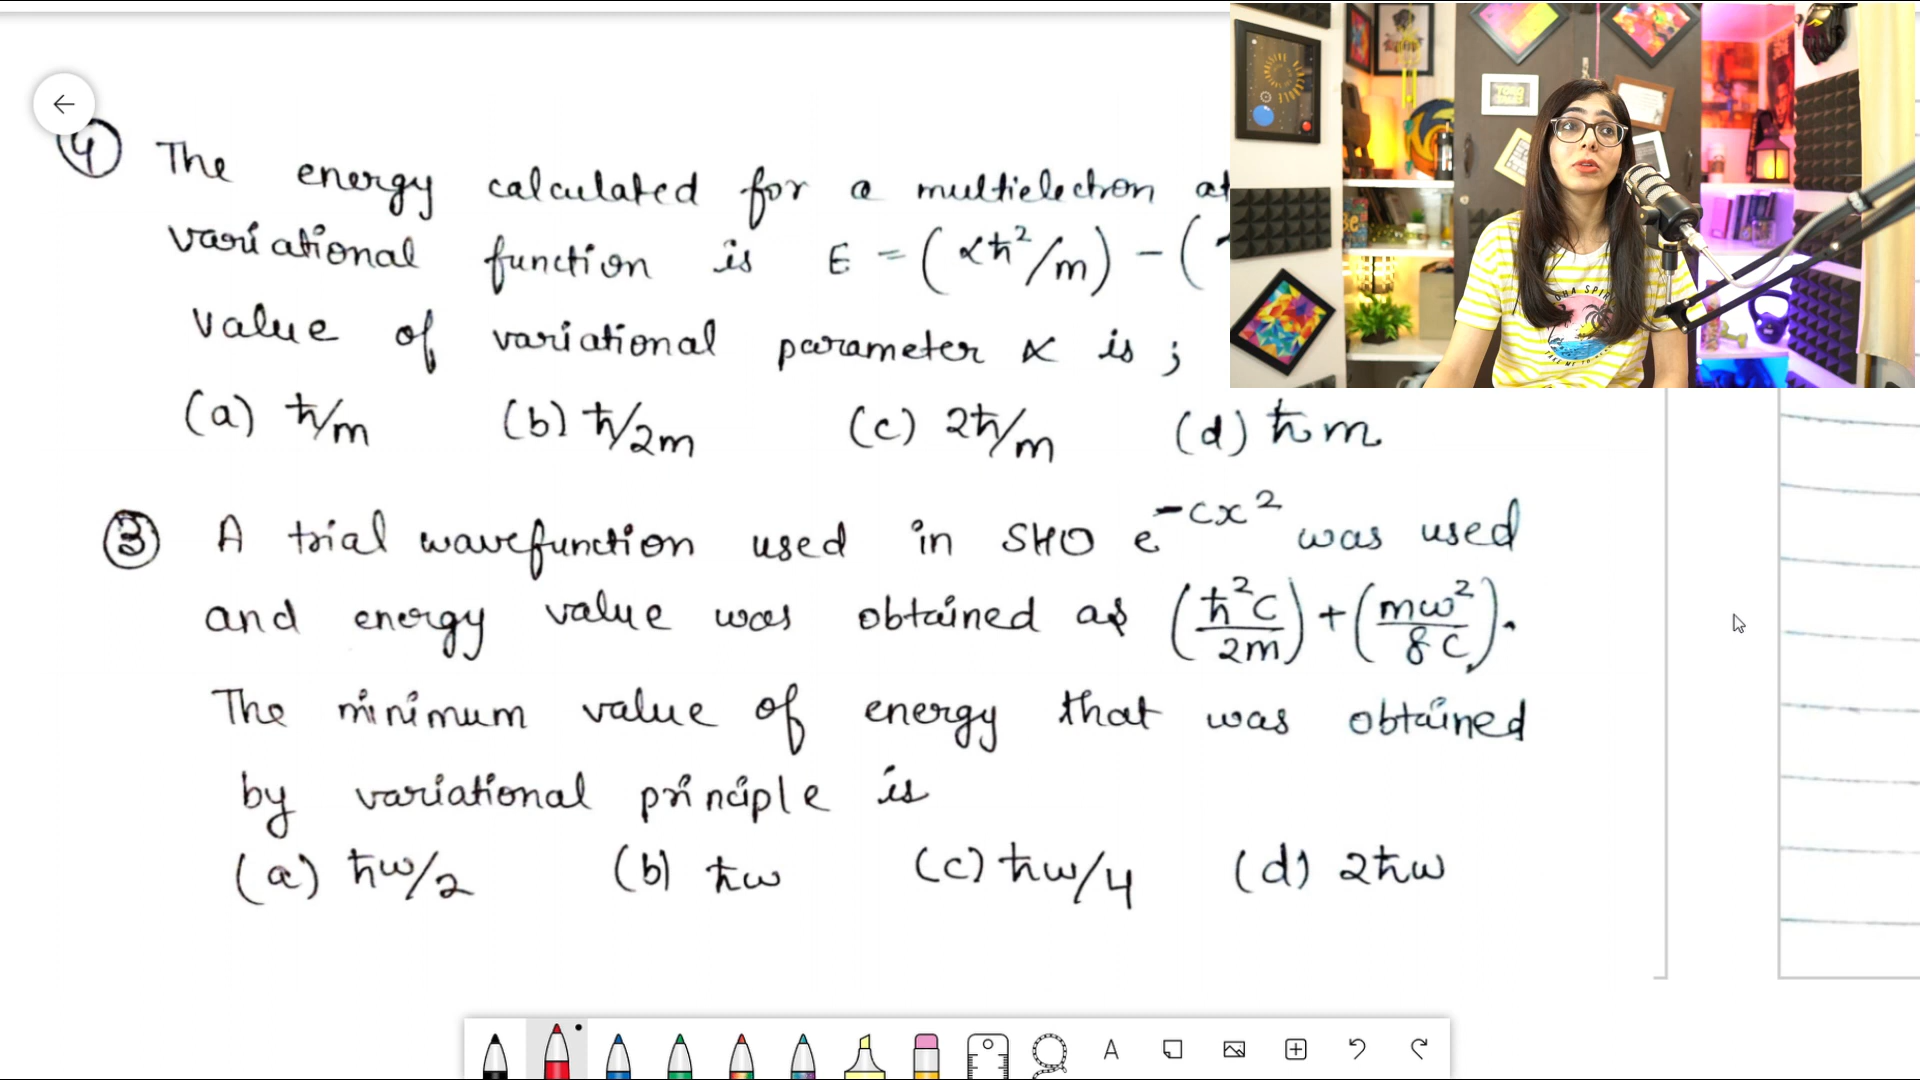 4 The energy calculated for a multielectron
variational function is E = (αħ²/m) - (
value of variational parameter α is ;
(a) ħ/m (b) ħ/2m (c) 2ħ/m (d) ħm
3 A trial wavefunction used in SHO e^-cx² was used
and energy value was obtained as (ħ²c/2m) + (mω²/8c).
The minimum value of energy that was obtained
by variational principle is
(a) ħω/2 (b) ħω (c) ħω/4 (d) 2ħω
A